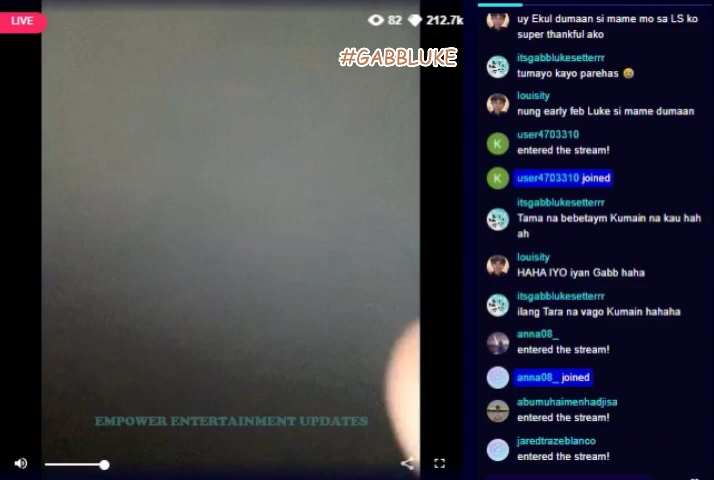 LIVE
82
212.7k
#GABBLUKE
EMPOWER ENTERTAINMENT UPDATES
uy Ekul dumaan si mame mo sa LS ko
super thankful ako
itsgabblukesetterrr
tumayo kayo parehas 😆
louisity
nung early feb Luke si mame dumaan
K
user4703310
entered the stream!
K
user4703310 joined
itsgabblukesetterrr
Tama na bebetaym Kumain na kau hah
ah
louisity
HAHA IYO iyan Gabb haha
itsgabblukesetterrr
ilang Tara na vago Kumain hahaha
anna08_
entered the stream!
anna08_ joined
abumuhaimenhadjisa
entered the stream!
jaredtrazeblanco
entered the stream!